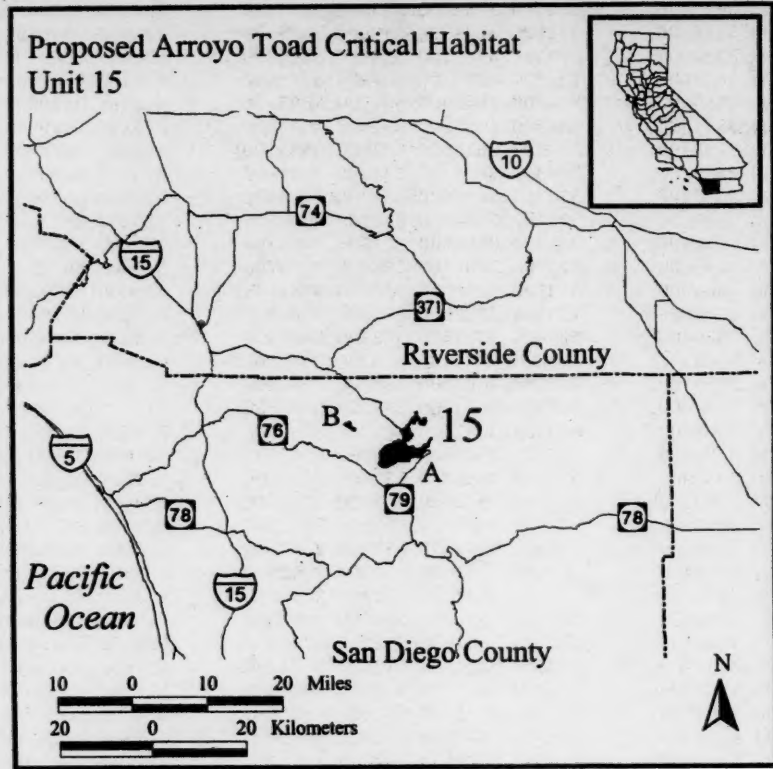 Proposed Arroyo Toad Critical Habitat
Unit 15
10
74
15
371
Riverside County
B
15
76
5
A
79
78
78
Pacific
Ocean
15
San Diego County
N
10 0 10 20 Miles
20 0 20 Kilometers